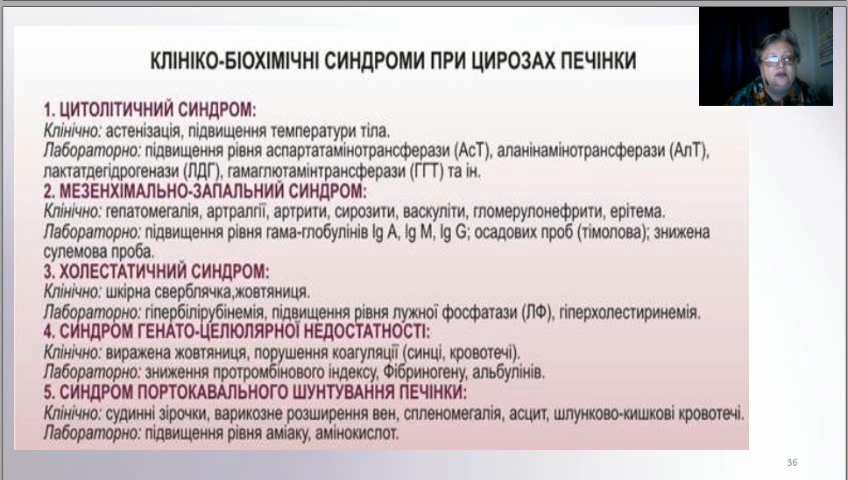 КЛІНІКО-БІОХІМІЧНІ СИНДРОМИ ПРИ ЦИРОЗАХ ПЕЧІНКИ
1. ЦИТОЛІТИЧНИЙ СИНДРОМ:
Клінічно: астенізація, підвищення температури тіла.
Лабораторно: підвищення рівня аспартатамінотрансферази (АсТ), аланінамінотрансферази (АлТ),
лактатдегідрогенази (ЛДГ), гамаглютамінтрансферази (ГГТ) та ін.
2. МЕЗЕНХІМАЛЬНО-ЗАПАЛЬНИЙ СИНДРОМ:
Клінічно: гепатомегалія, артралгії, артрити, сирозити, васкуліти, гломерулонефрити, ерітема.
Лабораторно: підвищення рівня гама-глобулінів Ig A, Ig M, Ig G; осадових проб (тімолова); знижена
сулемова проба.
3. ХОЛЕСТАТИЧНИЙ СИНДРОМ:
Клінічно: шкірна сверблячка,жовтяниця.
Лабораторно: гіпербілірубінемія, підвищення рівня лужної фосфатази (ЛФ), гіперхолестиринемія.
4. СИНДРОМ ГЕНАТО-ЦЕЛЮЛЯРНОЇ НЕДОСТАТНОСТІ:
Клінічно: виражена жовтяниця, порушення коагуляції (синці, кровотечі).
Лабораторно: зниження протромбінового індексу, Фібриногену, альбулінів.
5. СИНДРОМ ПОРТОКАВАЛЬНОГО ШУНТУВАННЯ ПЕЧІНКИ:
Клінічно: судинні зірочки, варикозне розширення вен, спленомегалія, асцит, шлунково-кишкові кровотечі.
Лабораторно: підвищення рівня аміаку, амінокислот.
36